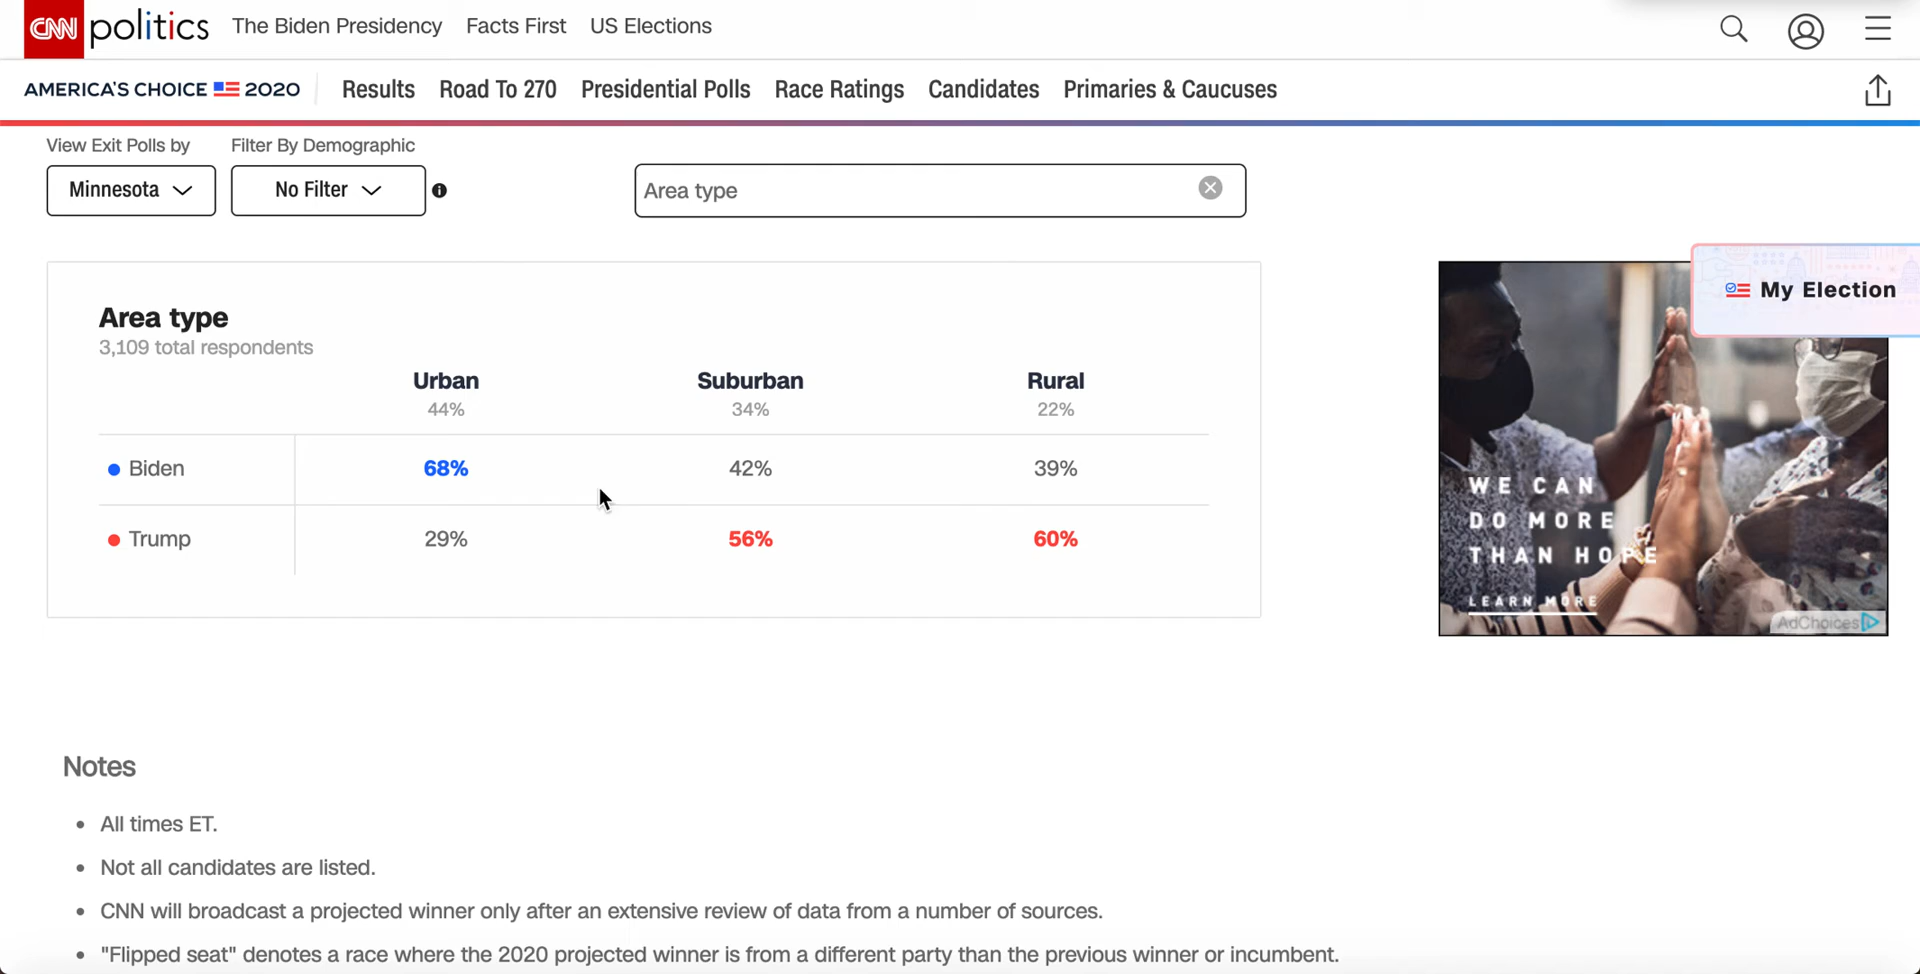 CNN politics The Biden Presidency Facts First US Elections
AMERICA'S CHOICE 2020 Results Road To 270 Presidential Polls Race Ratings Candidates Primaries & Caucuses
View Exit Polls by Filter By Demographic
Minnesota No Filter Area type
My Election
Area type
3,109 total respondents
Urban Suburban Rural
44% 34% 22%
Biden 68% 42% 39%
Trump 29% 56% 60%
WE CAN
DO MORE
THAN HOPE
LEARN MORE
AdChoices
Notes
All times ET.
Not all candidates are listed.
CNN will broadcast a projected winner only after an extensive review of data from a number of sources.
"Flipped seat" denotes a race where the 2020 projected winner is from a different party than the previous winner or incumbent.